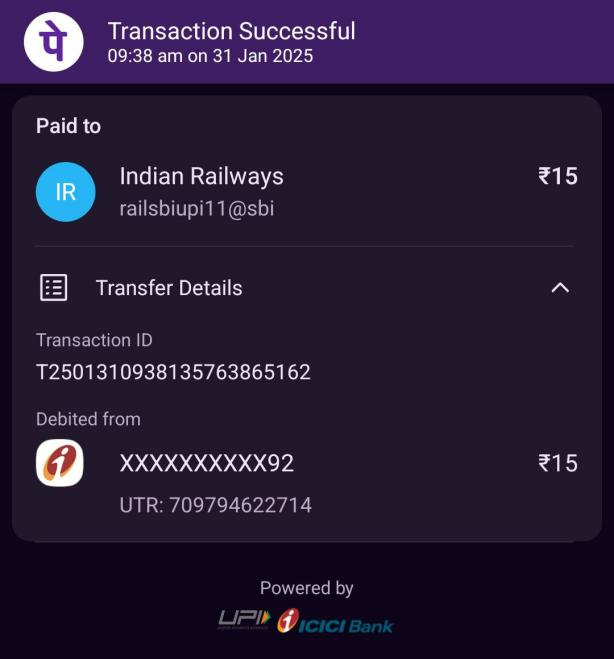 पे
Transaction Successful
09:38 am on 31 Jan 2025
Paid to
IR
Indian Railways
₹15
railsbiupi11@sbi
Transfer Details
Transaction ID
T2501310938135763865162
Debited from
XXXXXXXXXX92
₹15
UTR: 709794622714
Powered by
UPI
ICICI Bank